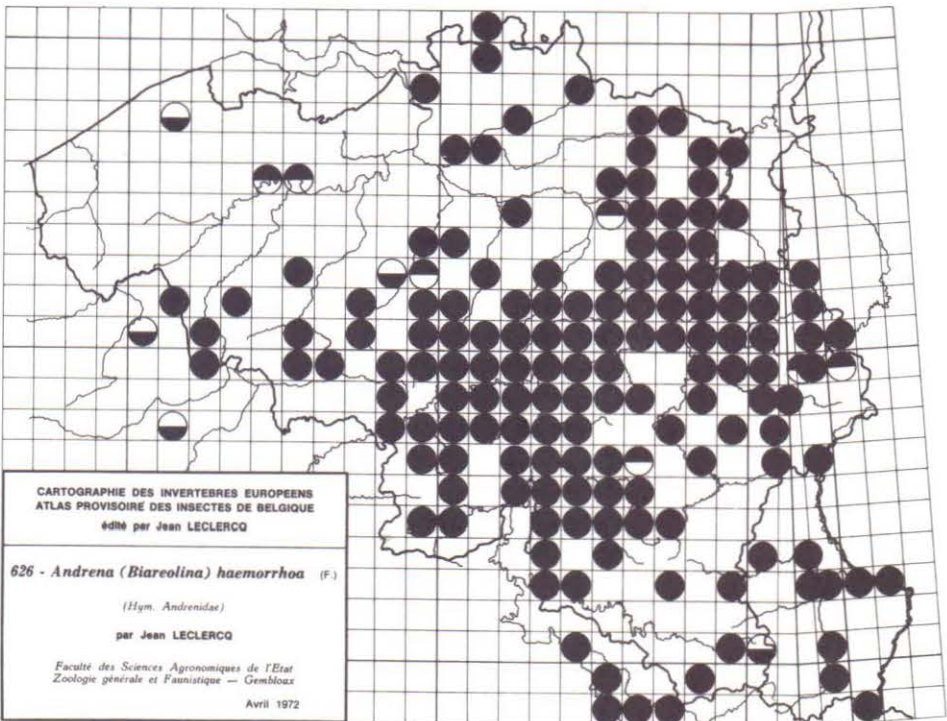 CARTOGRAPHIE DES INVERTEBRES EUROPEENS
ATLAS PROVISOIRE DES INSECTES DE BELGIQUE
édité par Jean LECLERCQ
626 - Andrena (Biareolina) haemorrhoa (F.)
(Hym. Andrenidae)
par Jean LECLERCQ
Faculté des Sciences Agronomiques de l'Etat
Zoologie générale et Faunistique — Gembloux
Avril 1972